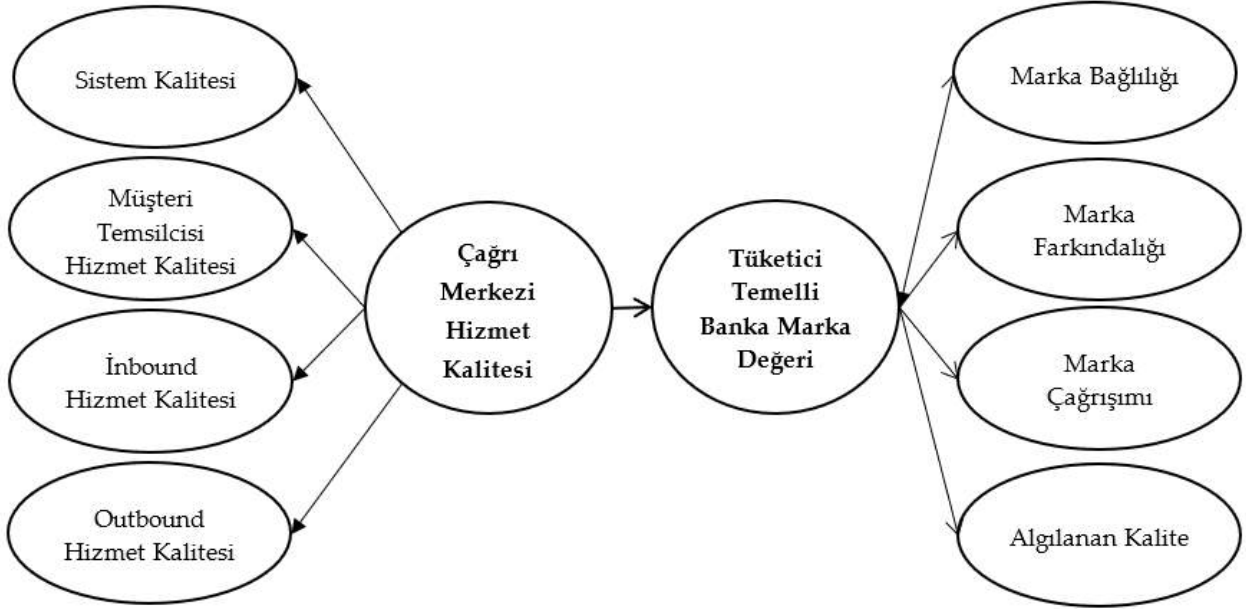 Sistem Kalitesi
Müşteri
Temsilcisi
Hizmet Kalitesi
İnbound
Hizmet Kalitesi
Outbound
Hizmet Kalitesi
Çağrı
Merkezi
Hizmet
Kalitesi
Tüketici
Temelli
Banka Marka
Değeri
Marka Bağlılığı
Marka
Farkındalığı
Marka
Çağrışımı
Algılanan Kalite